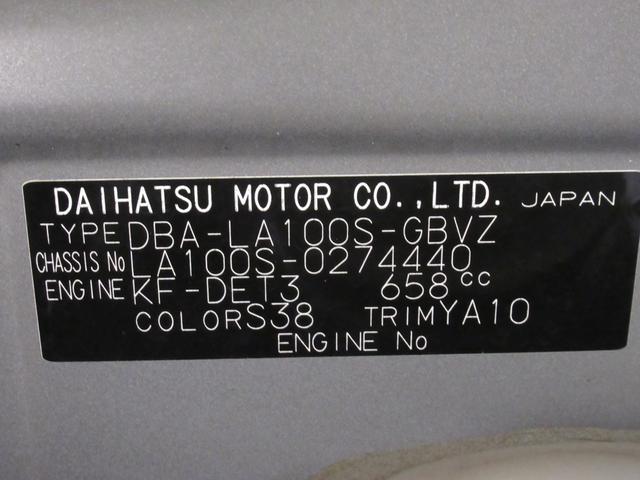 DAIHATSU MOTOR CO.,LTD. JAPAN
TYPE DBA-LA100S-GBVZ
CHASSIS No LA100S-0274440
ENGINE KF-DET3 658cc
COLOR S38 TRIM YA10
ENGINE No